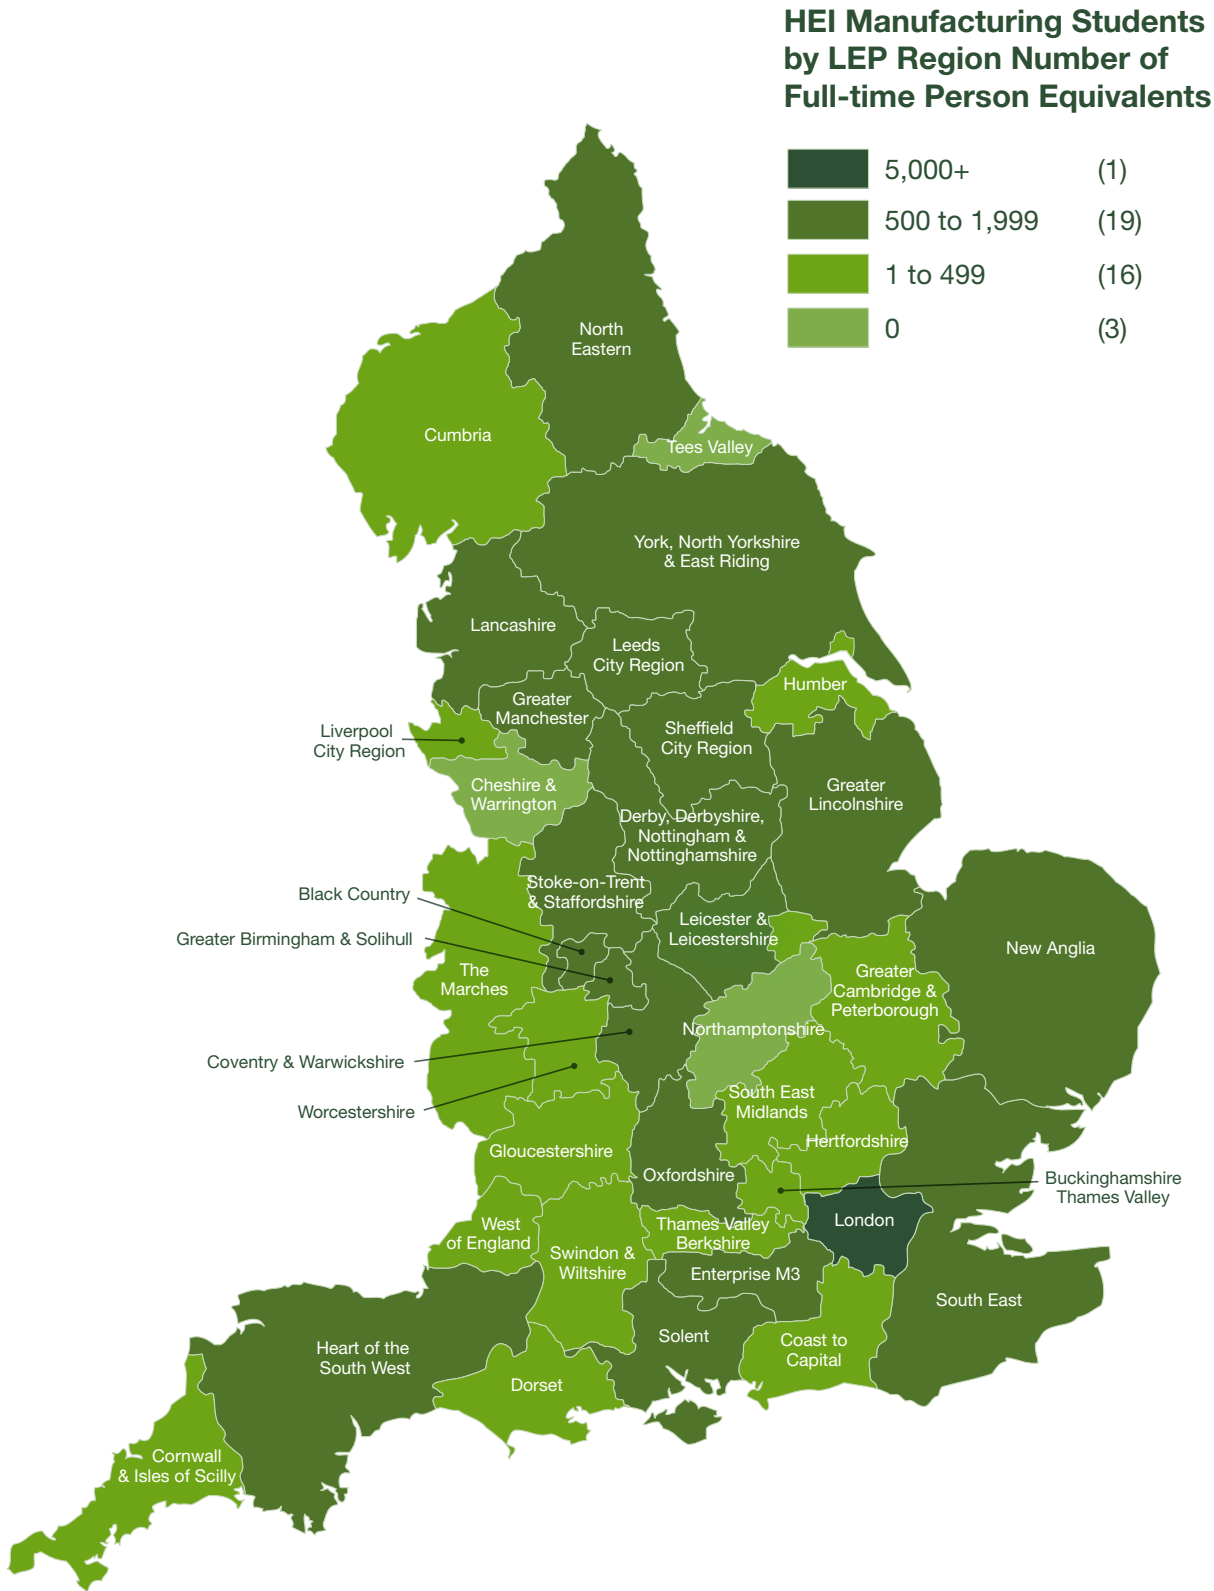 HEI Manufacturing Students
by LEP Region Number of
Full-time Person Equivalents
5,000+ (1)
500 to 1,999 (19)
1 to 499 (16)
0 (3)
North
Eastern
Cumbria
Tees Valley
York, North Yorkshire
& East Riding
Lancashire
Leeds
City Region
Humber
Greater
Manchester
Liverpool
City Region
Sheffield
City Region
Cheshire &
Warrington
Greater
Lincolnshire
Derby, Derbyshire,
Nottingham &
Nottinghamshire
Stoke-on-Trent
& Staffordshire
Black Country
Leicester &
Leicestershire
Greater Birmingham & Solihull
New Anglia
The
Marches
Greater
Cambridge &
Peterborough
Northamptonshire
Coventry & Warwickshire
Worcestershire
South East
Midlands
Gloucestershire
Hertfordshire
Oxfordshire
Buckinghamshire
Thames Valley
West
of England
Thames Valley
Berkshire
London
Swindon &
Wiltshire
Enterprise M3
South East
Heart of the
South West
Solent
Coast to
Capital
Dorset
Cornwall
& Isles of Scilly